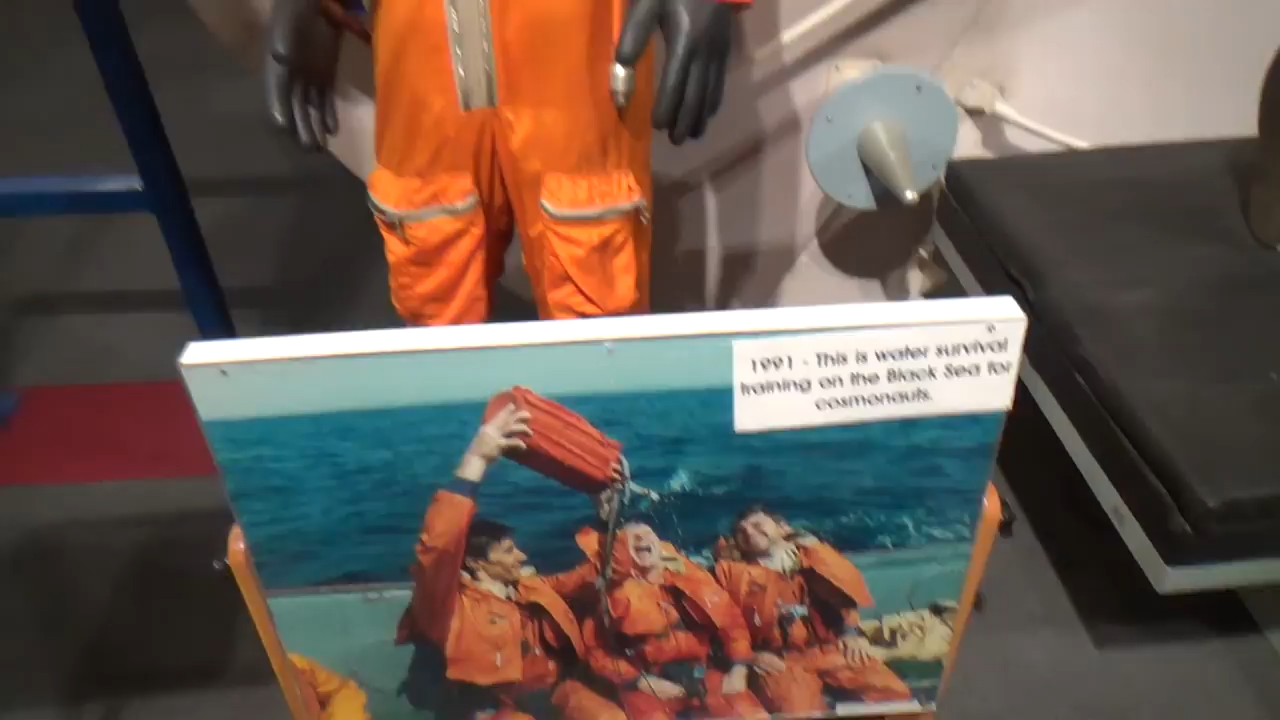 1991 - This is water survival
training on the Black Sea for
cosmonauts.